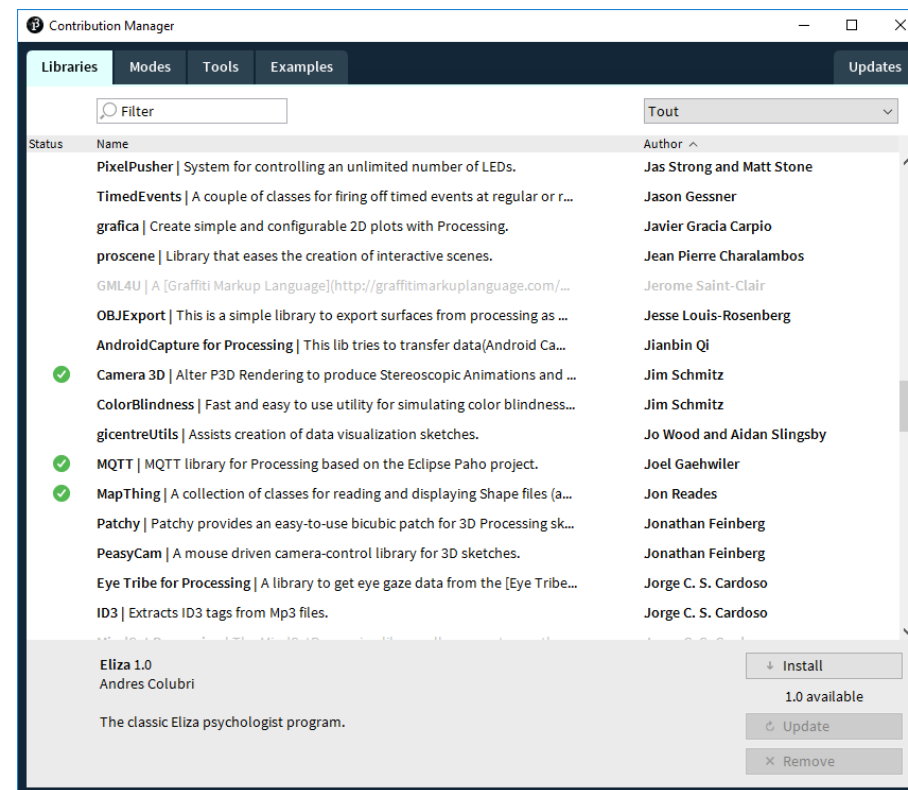 Contribution Manager
Libraries Modes Tools Examples Updates
Filter Tout
Status Name Author
PixelPusher | System for controlling an unlimited number of LEDs. Jas Strong and Matt Stone
TimedEvents | A couple of classes for firing off timed events at regular or r... Jason Gessner
grafica | Create simple and configurable 2D plots with Processing. Javier Gracia Carpio
proscene | Library that eases the creation of interactive scenes. Jean Pierre Charalambos
GML4U | A [Graffiti Markup Language](http://graffitimarkuplanguage.com/... Jerome Saint-Clair
OBJExport | This is a simple library to export surfaces from processing as ... Jesse Louis-Rosenberg
AndroidCapture for Processing | This lib tries to transfer data(Android Ca... Jianbin Qi
Camera 3D | Alter P3D Rendering to produce Stereoscopic Animations and ... Jim Schmitz
ColorBlindness | Fast and easy to use utility for simulating color blindness... Jim Schmitz
gicentreUtils | Assists creation of data visualization sketches. Jo Wood and Aidan Slingsby
MQTT | MQTT library for Processing based on the Eclipse Paho project. Joel Gaehwiler
MapThing | A collection of classes for reading and displaying Shape files (a... Jon Reades
Patchy | Patchy provides an easy-to-use bicubic patch for 3D Processing sk... Jonathan Feinberg
PeasyCam | A mouse driven camera-control library for 3D sketches. Jonathan Feinberg
Eye Tribe for Processing | A library to get eye gaze data from the [Eye Tribe... Jorge C. S. Cardoso
ID3 | Extracts ID3 tags from Mp3 files. Jorge C. S. Cardoso
Eliza 1.0
Andres Colubri
The classic Eliza psychologist program.
Install
1.0 available
Update
Remove